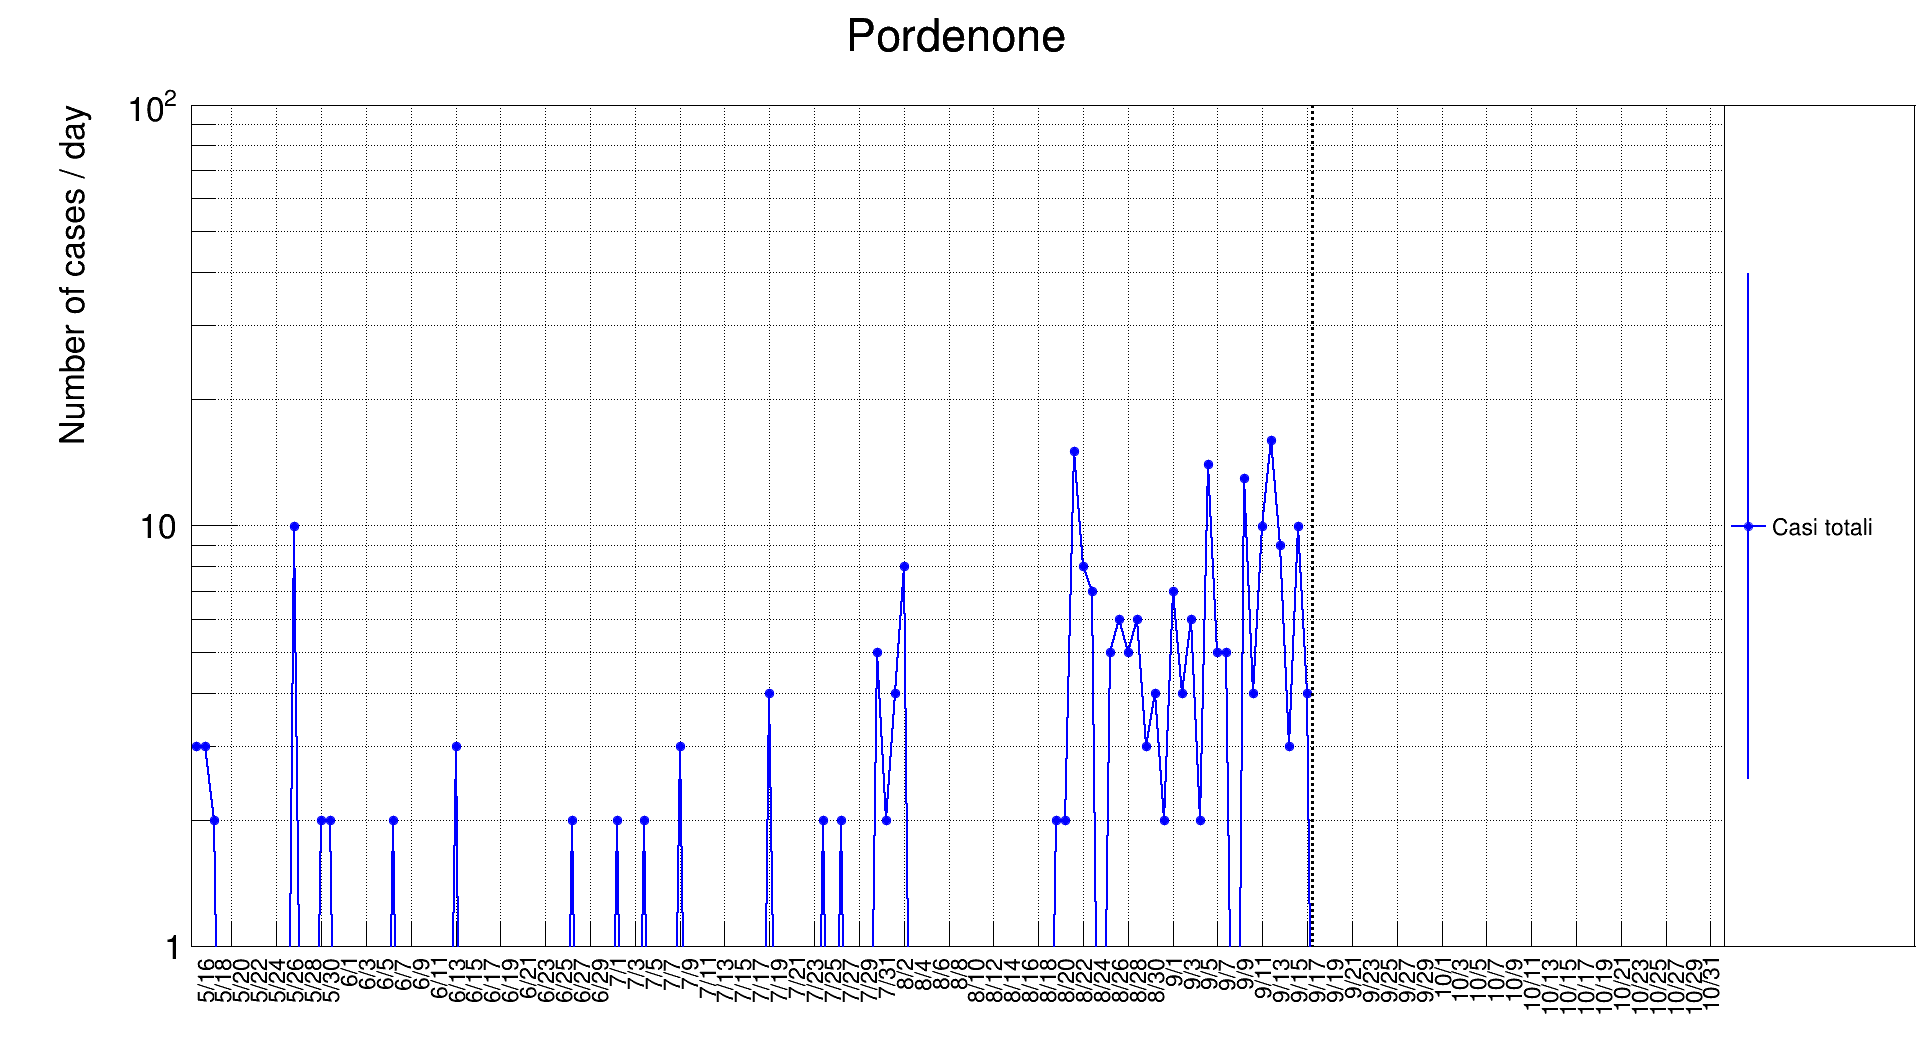 Pordenone
Number of cases / day
10²
10
1
Casi totali
5/16 5/18 5/20 5/22 5/24 5/26 5/28 5/30 6/1 6/3 6/5 6/7 6/9 6/11 6/13 6/15 6/17 6/19 6/21 6/23 6/25 6/27 6/29 7/1 7/3 7/5 7/7 7/9 7/11 7/13 7/15 7/17 7/19 7/21 7/23 7/25 7/27 7/29 7/31 8/2 8/4 8/6 8/8 8/10 8/12 8/14 8/16 8/18 8/20 8/22 8/24 8/26 8/28 8/30 9/1 9/3 9/5 9/7 9/9 9/11 9/13 9/15 9/17 9/19 9/21 9/23 9/25 9/27 9/29 10/1 10/3 10/5 10/7 10/9 10/11 10/13 10/15 10/17 10/19 10/21 10/23 10/25 10/27 10/29 10/31